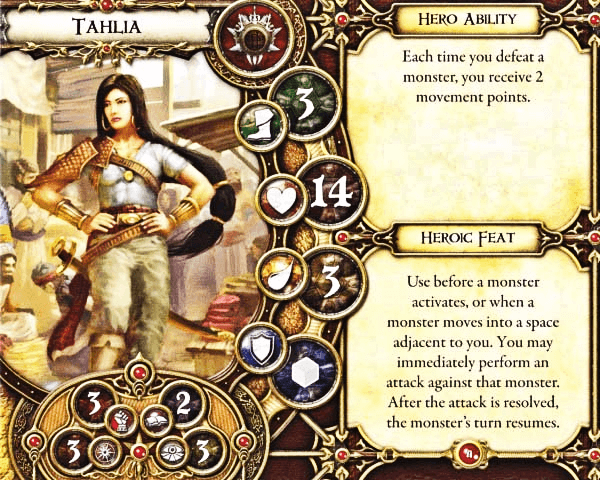 TAHLIA
HERO ABILITY
Each time you defeat a
monster, you receive 2
movement points.
3
14
3
HEROIC FEAT
Use before a monster
activates, or when a
monster moves into a space
adjacent to you. You may
immediately perform an
attack against that monster.
After the attack is resolved,
the monster's turn resumes.
3 2
3 3